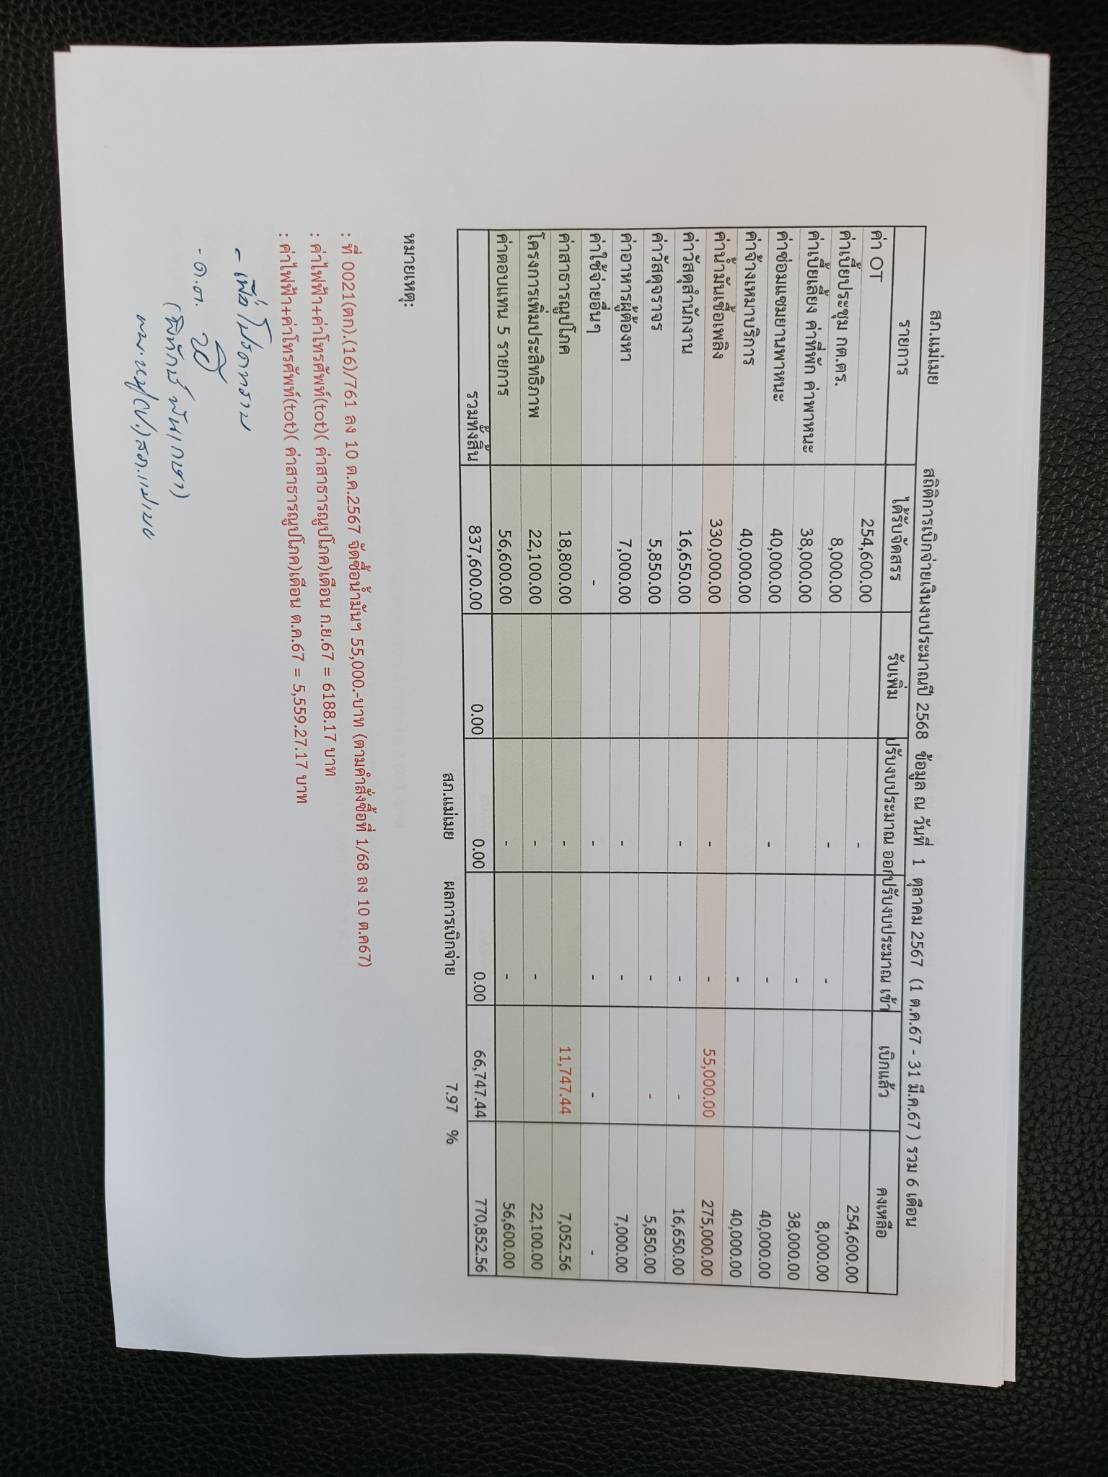 สภ.แม่เมย สถิติการเบิกจ่ายเงินงบประมาณปี 2568 ข้อมูล ณ วันที่ 1 ตุลาคม 2567 (1 ต.ค.67 - 31 มี.ค.67 ) รวม 6 เดือน
รายการ ได้รับจัดสรร รับเพิ่ม ปรับงบประมาณ ออก ปรับงบประมาณ เข้า เบิกแล้ว คงเหลือ
ค่า OT 254,600.00 - 254,600.00
ค่าเบี้ยประชุม กต.ตร. 8,000.00 - - 8,000.00
ค่าเบี้ยเลี้ยง ค่าที่พัก ค่าพาหนะ 38,000.00 - 38,000.00
ค่าซ่อมแซมยานพาหนะ 40,000.00 - - 40,000.00
ค่าจ้างเหมาบริการ 40,000.00 - 40,000.00
ค่าน้ำมันเชื้อเพลิง 330,000.00 - - 55,000.00 275,000.00
ค่าวัสดุสำนักงาน 16,650.00 - - - 16,650.00
ค่าวัสดุจราจร 5,850.00 - - 5,850.00
ค่าอาหารผู้ต้องหา 7,000.00 - - 7,000.00
ค่าใช้จ่ายอื่นๆ - - - - -
ค่าสาธารณูปโภค 18,800.00 - 11,747.44 7,052.56
โครงการเพิ่มประสิทธิภาพ 22,100.00 - - 22,100.00
ค่าตอบแทน 5 รายการ 56,600.00 - - 56,600.00
รวมทั้งสิ้น 837,600.00 0.00 0.00 0.00 66,747.44 770,852.56
สภ.แม่เมย ผลการเบิกจ่าย 7.97 %
หมายเหตุ:
: ที่ 0021(ตก).(16)/761 ลง 10 ต.ค.2567 จัดซื้อน้ำมันฯ 55,000.-บาท (ตามคำสั่งซื้อที่ 1/68 ลง 10 ต.ค67)
: ค่าไฟฟ้า+ค่าโทรศัพท์(tot)( ค่าสาธารณูปโภค)เดือน ก.ย.67 = 6188.17 บาท
: ค่าไฟฟ้า+ค่าโทรศัพท์(tot)( ค่าสาธารณูปโภค)เดือน ต.ค.67 = 5,559.27.17 บาท
- เพื่อโปรดทราบ
- ด.ต.